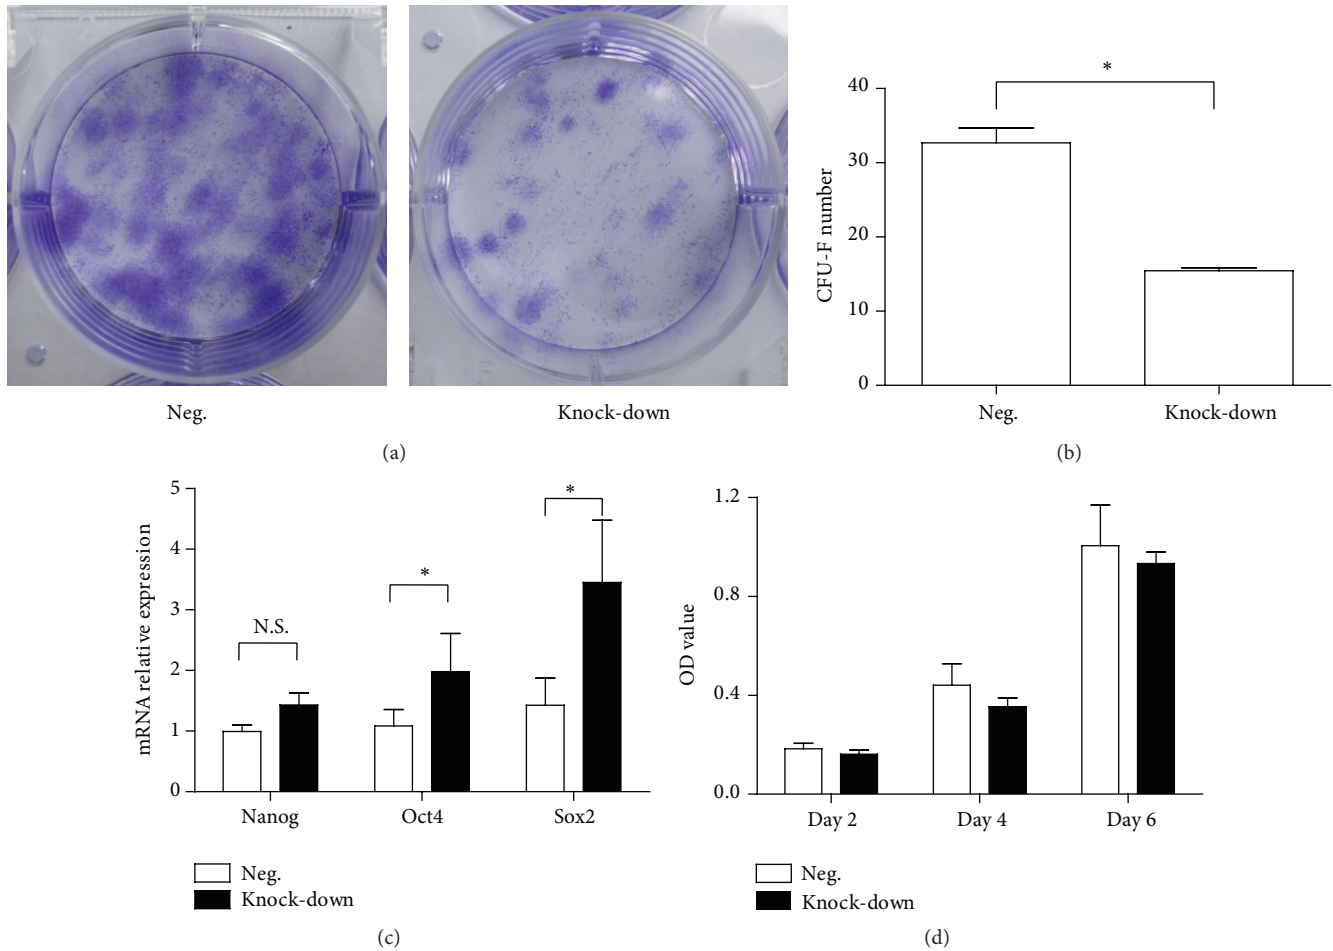 Neg.
Knock-down
(a)
*
40
30
20
10
0
CFU-F number
Neg.
Knock-down
(b)
5
4
3
2
1
0
mRNA relative expression
N.S.
*
*
Nanog
Oct4
Sox2
Neg.
Knock-down
(c)
1.2
0.8
0.4
0.0
OD value
Day 2
Day 4
Day 6
Neg.
Knock-down
(d)